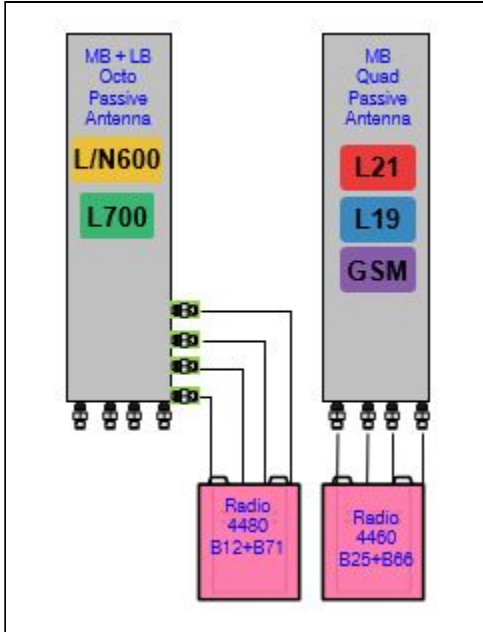 MB + LB
Octo
Passive
Antenna
L/N600
L700
MB
Quad
Passive
Antenna
L21
L19
GSM
Radio
4480
B12+B71
Radio
4460
B25+B66